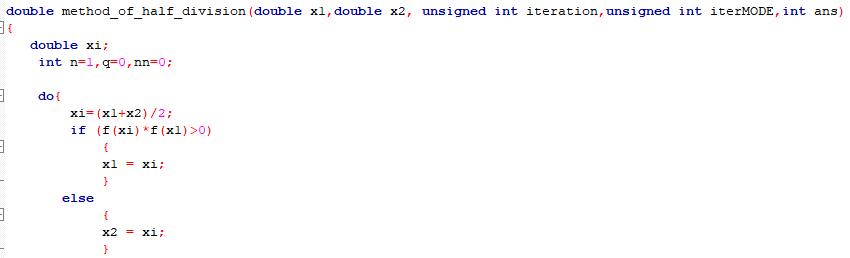 double method_of_half_division(double x1,double x2, unsigned int iteration,unsigned int iterMODE,int ans)
{
double xi;
int n=1,q=0,nn=0;
do{
xi=(x1+x2)/2;
if (f(xi)*f(x1)>0)
{
x1 = xi;
}
else
{
x2 = xi;
}